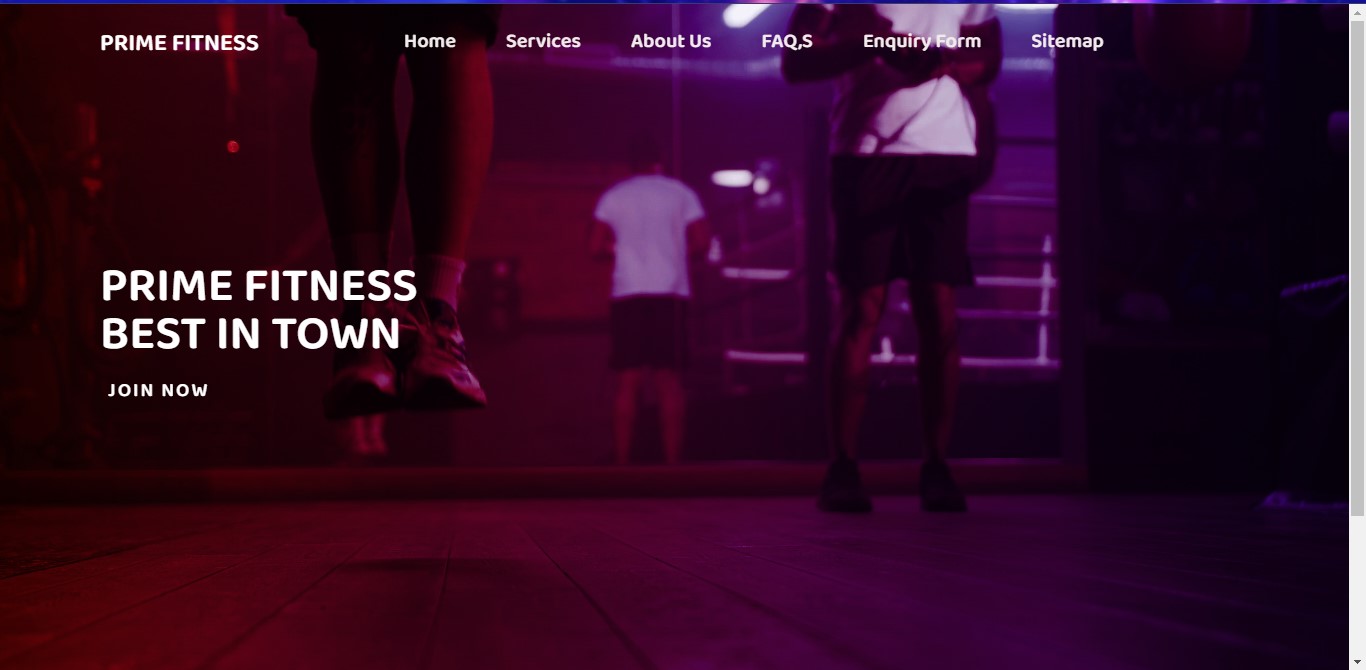 PRIME FITNESS
Home
Services
About Us
FAQ,S
Enquiry Form
Sitemap
PRIME FITNESS
BEST IN TOWN
JOIN NOW